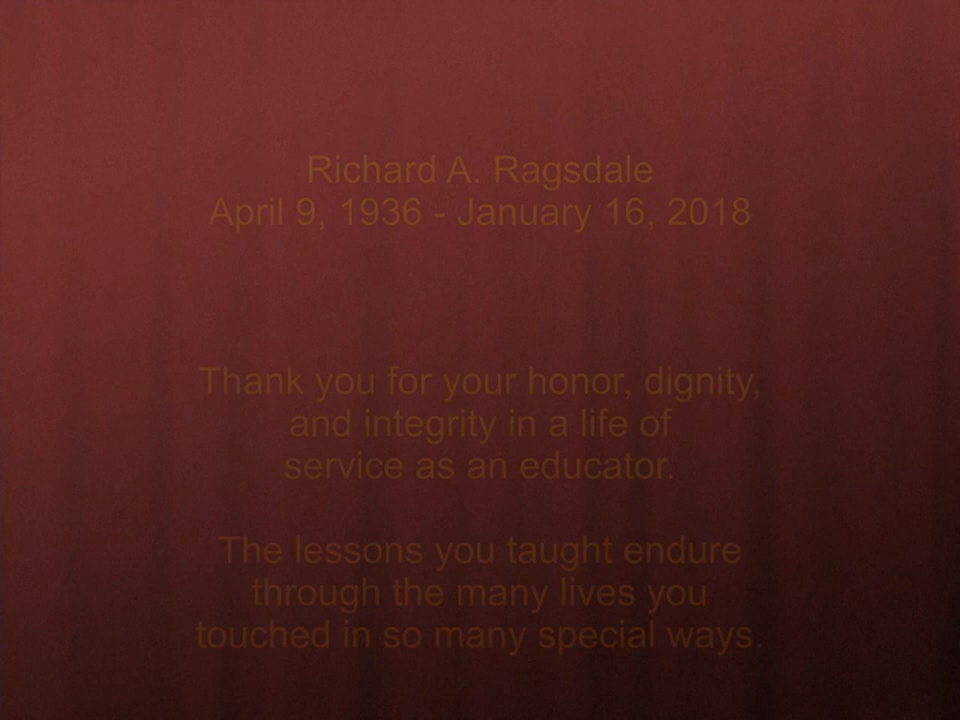 Richard A. Ragsdale
April 9, 1936 - January 16, 2018
Thank you for your honor, dignity,
and integrity in a life of
service as an educator.
The lessons you taught endure
through the many lives you
touched in so many special ways.